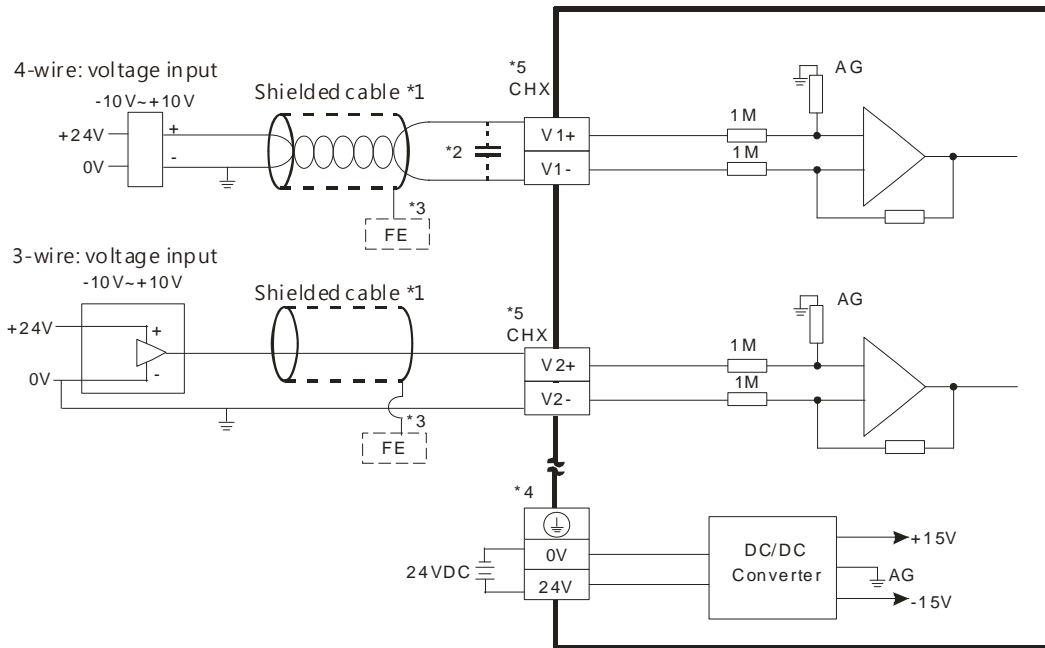 4-wire: voltage input
-10V~+10V
+24V
0V
+
-
Shielded cable *1
*2
*3
FE
*5
CHX
V1+
V1-
1M
1M
AG
3-wire: voltage input
-10V~+10V
+24V
0V
+
-
Shielded cable *1
*3
FE
*5
CHX
V2+
V2-
1M
1M
AG
*4
24VDC
0V
24V
DC/DC
Converter
+15V
AG
-15V